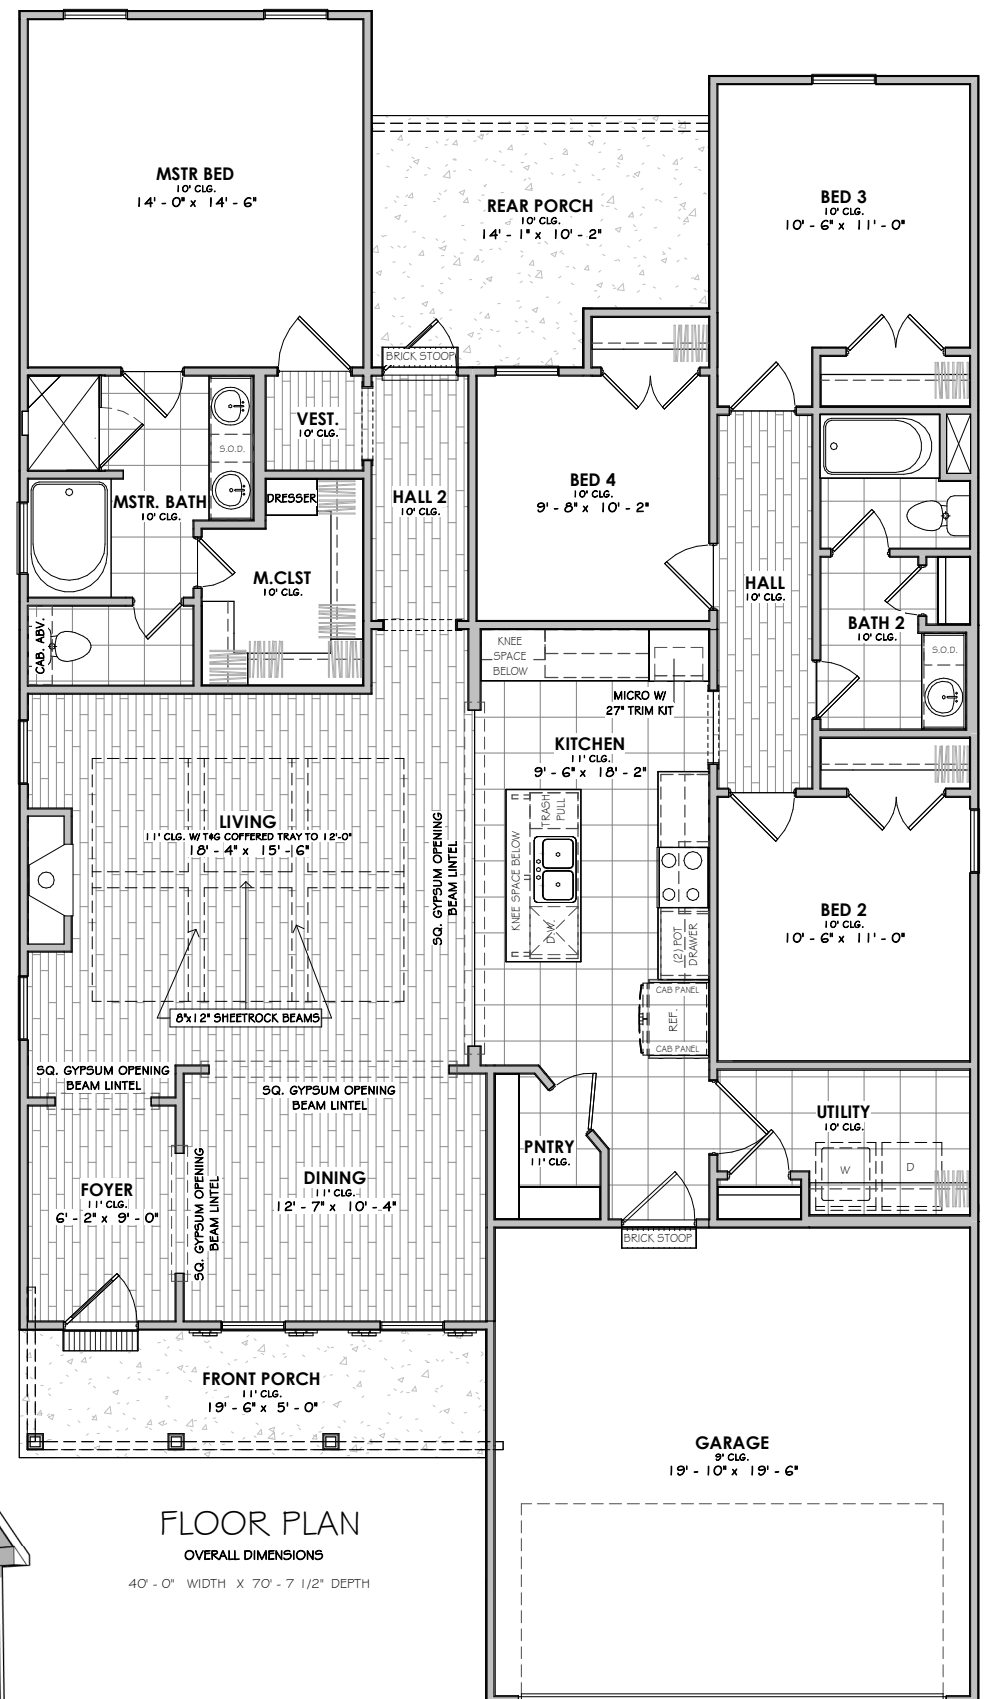 MSTR BED
10' CLG.
14' - 0" x 14' - 6"
REAR PORCH
10' CLG.
14' - 1" x 10' - 2"
BED 3
10' CLG.
10' - 6" x 11' - 0"
BRICK STOOP
VEST.
10' CLG.
S.O.D.
DRESSER
MSTR. BATH
10' CLG.
HALL 2
10' CLG.
BED 4
10' CLG.
9' - 8" x 10' - 2"
M.CLST
10' CLG.
HALL
10' CLG.
BATH 2
10' CLG.
S.O.D.
CAB. ABV.
KNEE
SPACE
BELOW
MICRO W/
27" TRIM KIT
KITCHEN
11' CLG.
9' - 6" x 18' - 2"
LIVING
11' CLG. W/ T&G COFFERED TRAY TO 12'-0"
18' - 4" x 15' - 6"
SQ. GYPSUM OPENING
BEAM LINTEL
KNEE SPACE BELOW
TRASH
PULL
D.W.
(2) POT
DRAWER
BED 2
10' CLG.
10' - 6" x 11' - 0"
CAB PANEL
REF.
CAB PANEL
8"x12" SHEETROCK BEAMS
SQ. GYPSUM OPENING
BEAM LINTEL
SQ. GYPSUM OPENING
BEAM LINTEL
PNTRY
11' CLG.
UTILITY
10' CLG.
W
D
FOYER
11' CLG.
6' - 2" x 9' - 0"
SQ. GYPSUM OPENING
BEAM LINTEL
DINING
11' CLG.
12' - 7" x 10' - 4"
BRICK STOOP
FRONT PORCH
11' CLG.
19' - 6" x 5' - 0"
GARAGE
9' CLG.
19' - 10" x 19' - 6"
FLOOR PLAN
OVERALL DIMENSIONS
40' - 0" WIDTH X 70' - 7 1/2" DEPTH